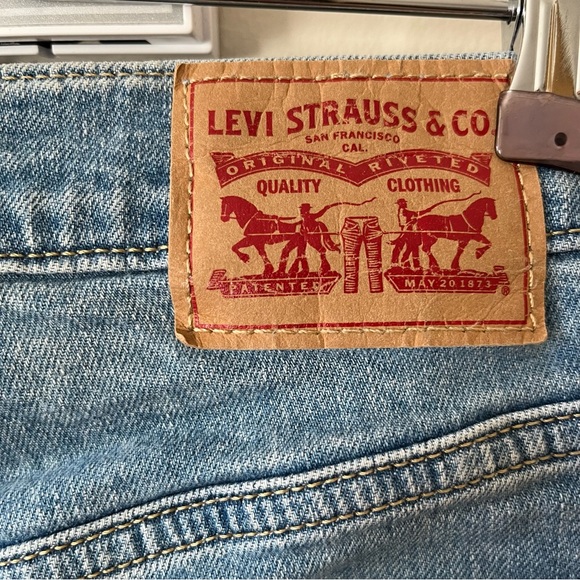 LEVI STRAUSS & CO.
SAN FRANCISCO
CAL.
ORIGINAL RIVETED
QUALITY CLOTHING
PATENTED MAY 20 1873
®